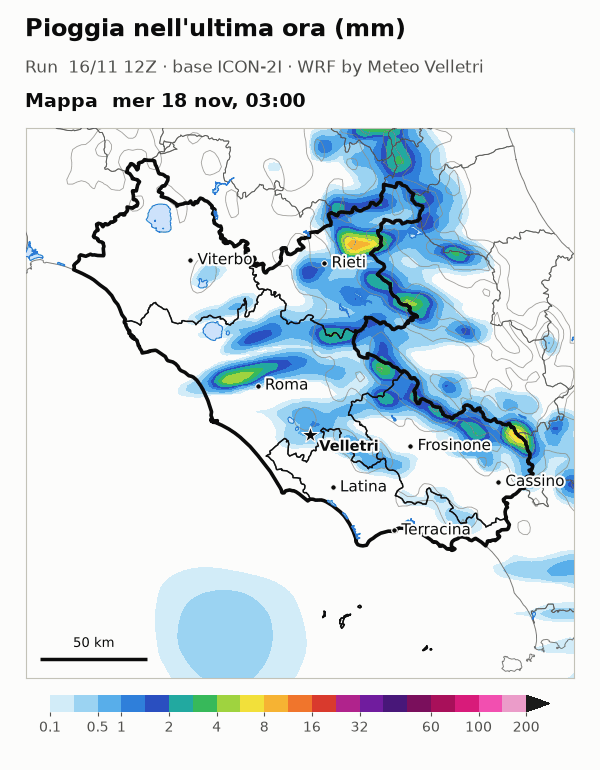 Pioggia nell'ultima ora (mm)
Run  16/11 12Z · base ICON-2I · WRF by Meteo Velletri
Mappa  mer 18 nov, 03:00
Viterbo
Rieti
Roma
Velletri
Frosinone
Cassino
Latina
Terracina
50 km
0.1 0.5 1 2 4 8 16 32 60 100 200